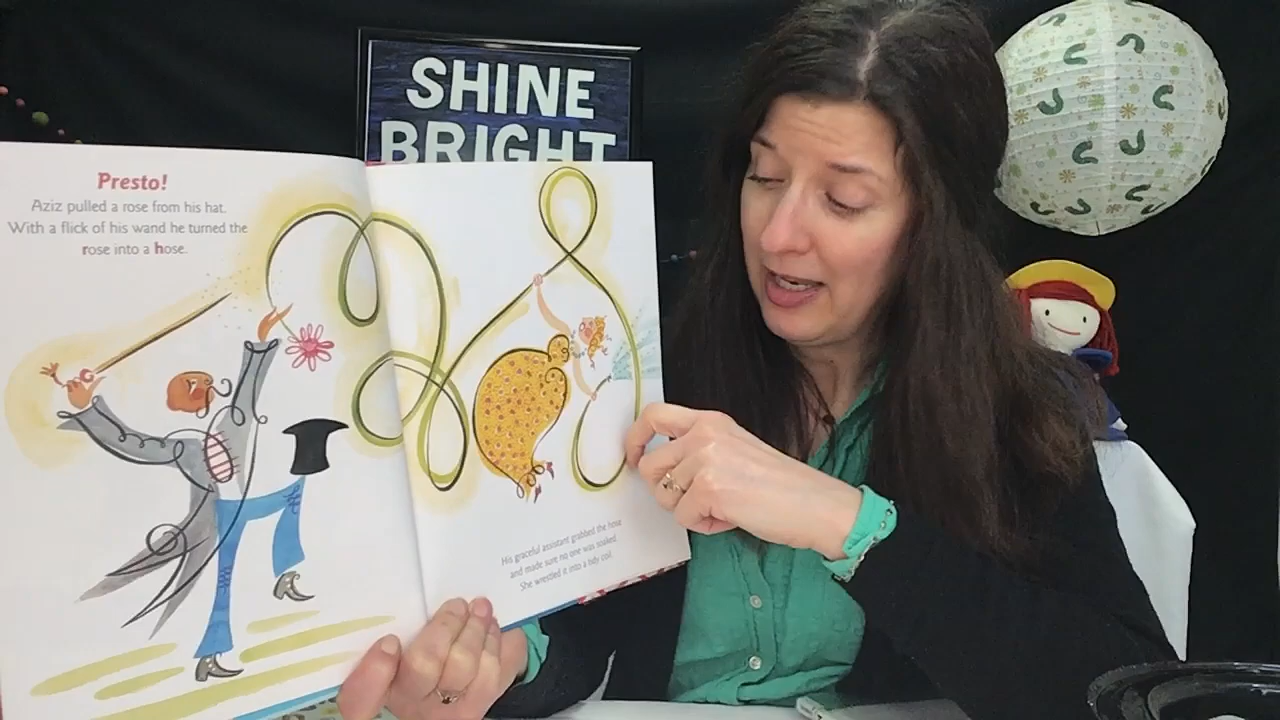 SHINE
BRIGHT
Presto!
Aziz pulled a rose from his hat.
With a flick of his wand he turned the
rose into a hose.
His graceful assistant grabbed the hose
and made sure no one was soaked.
She wrestled it into a tidy coil.